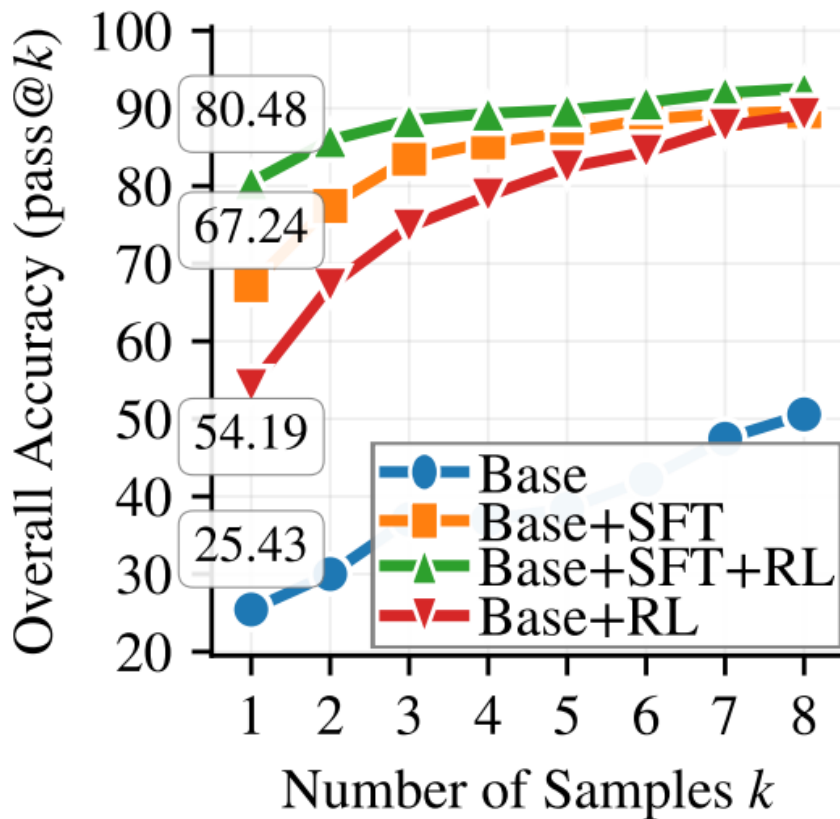 Overall Accuracy (pass@k)
100
90
80
70
60
50
40
30
20
80.48
67.24
54.19
25.43
Base
Base+SFT
Base+SFT+RL
Base+RL
1 2 3 4 5 6 7 8
Number of Samples k